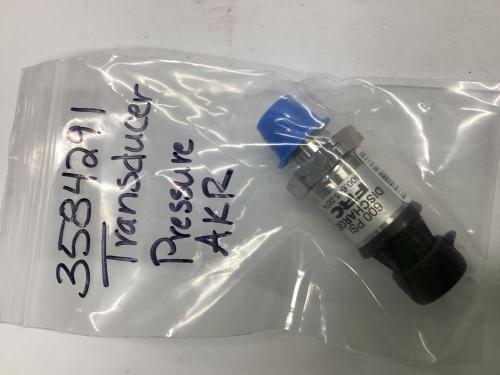 3584291
Transducer
Pressure
AKR
600 PSI
DISCHARGE